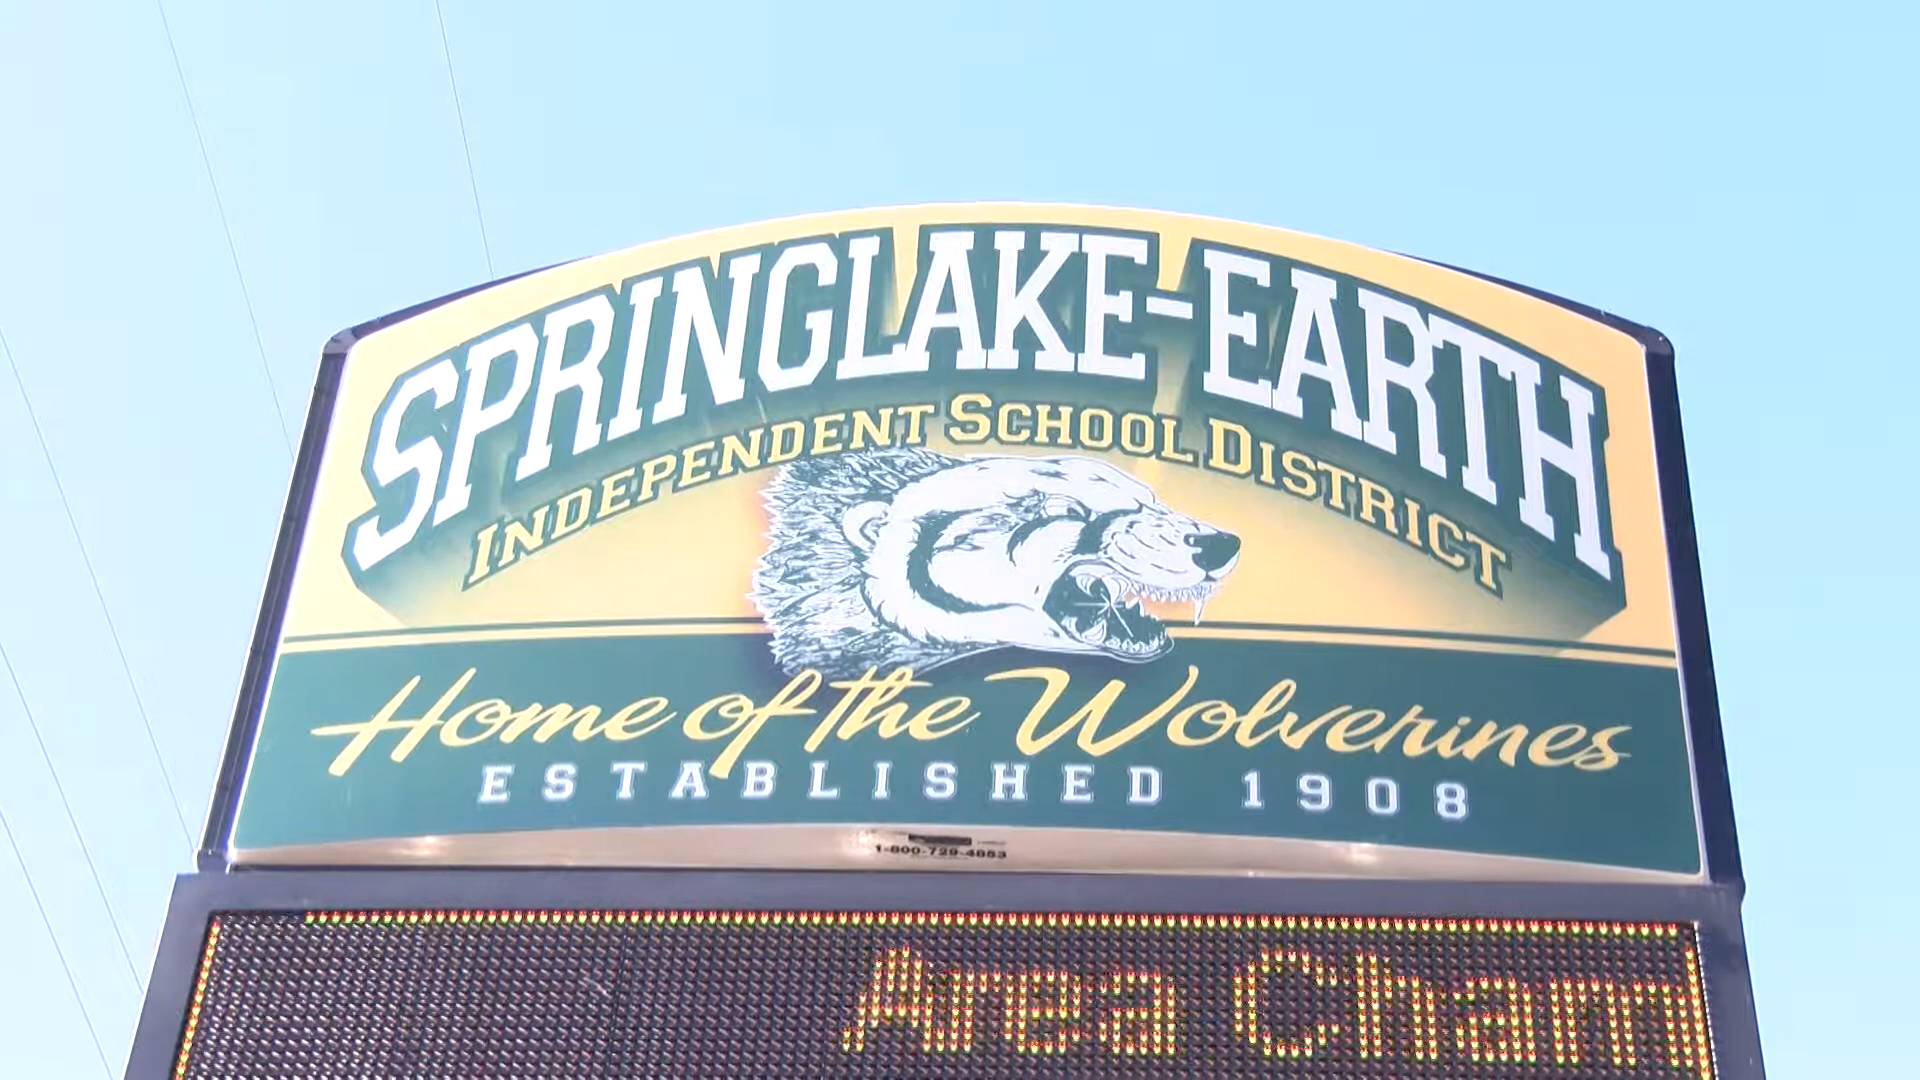 SPRINGLAKE-EARTH
INDEPENDENT SCHOOL DISTRICT
Home of the Wolverines
ESTABLISHED 1908
1-800-729-4853
Area Cham